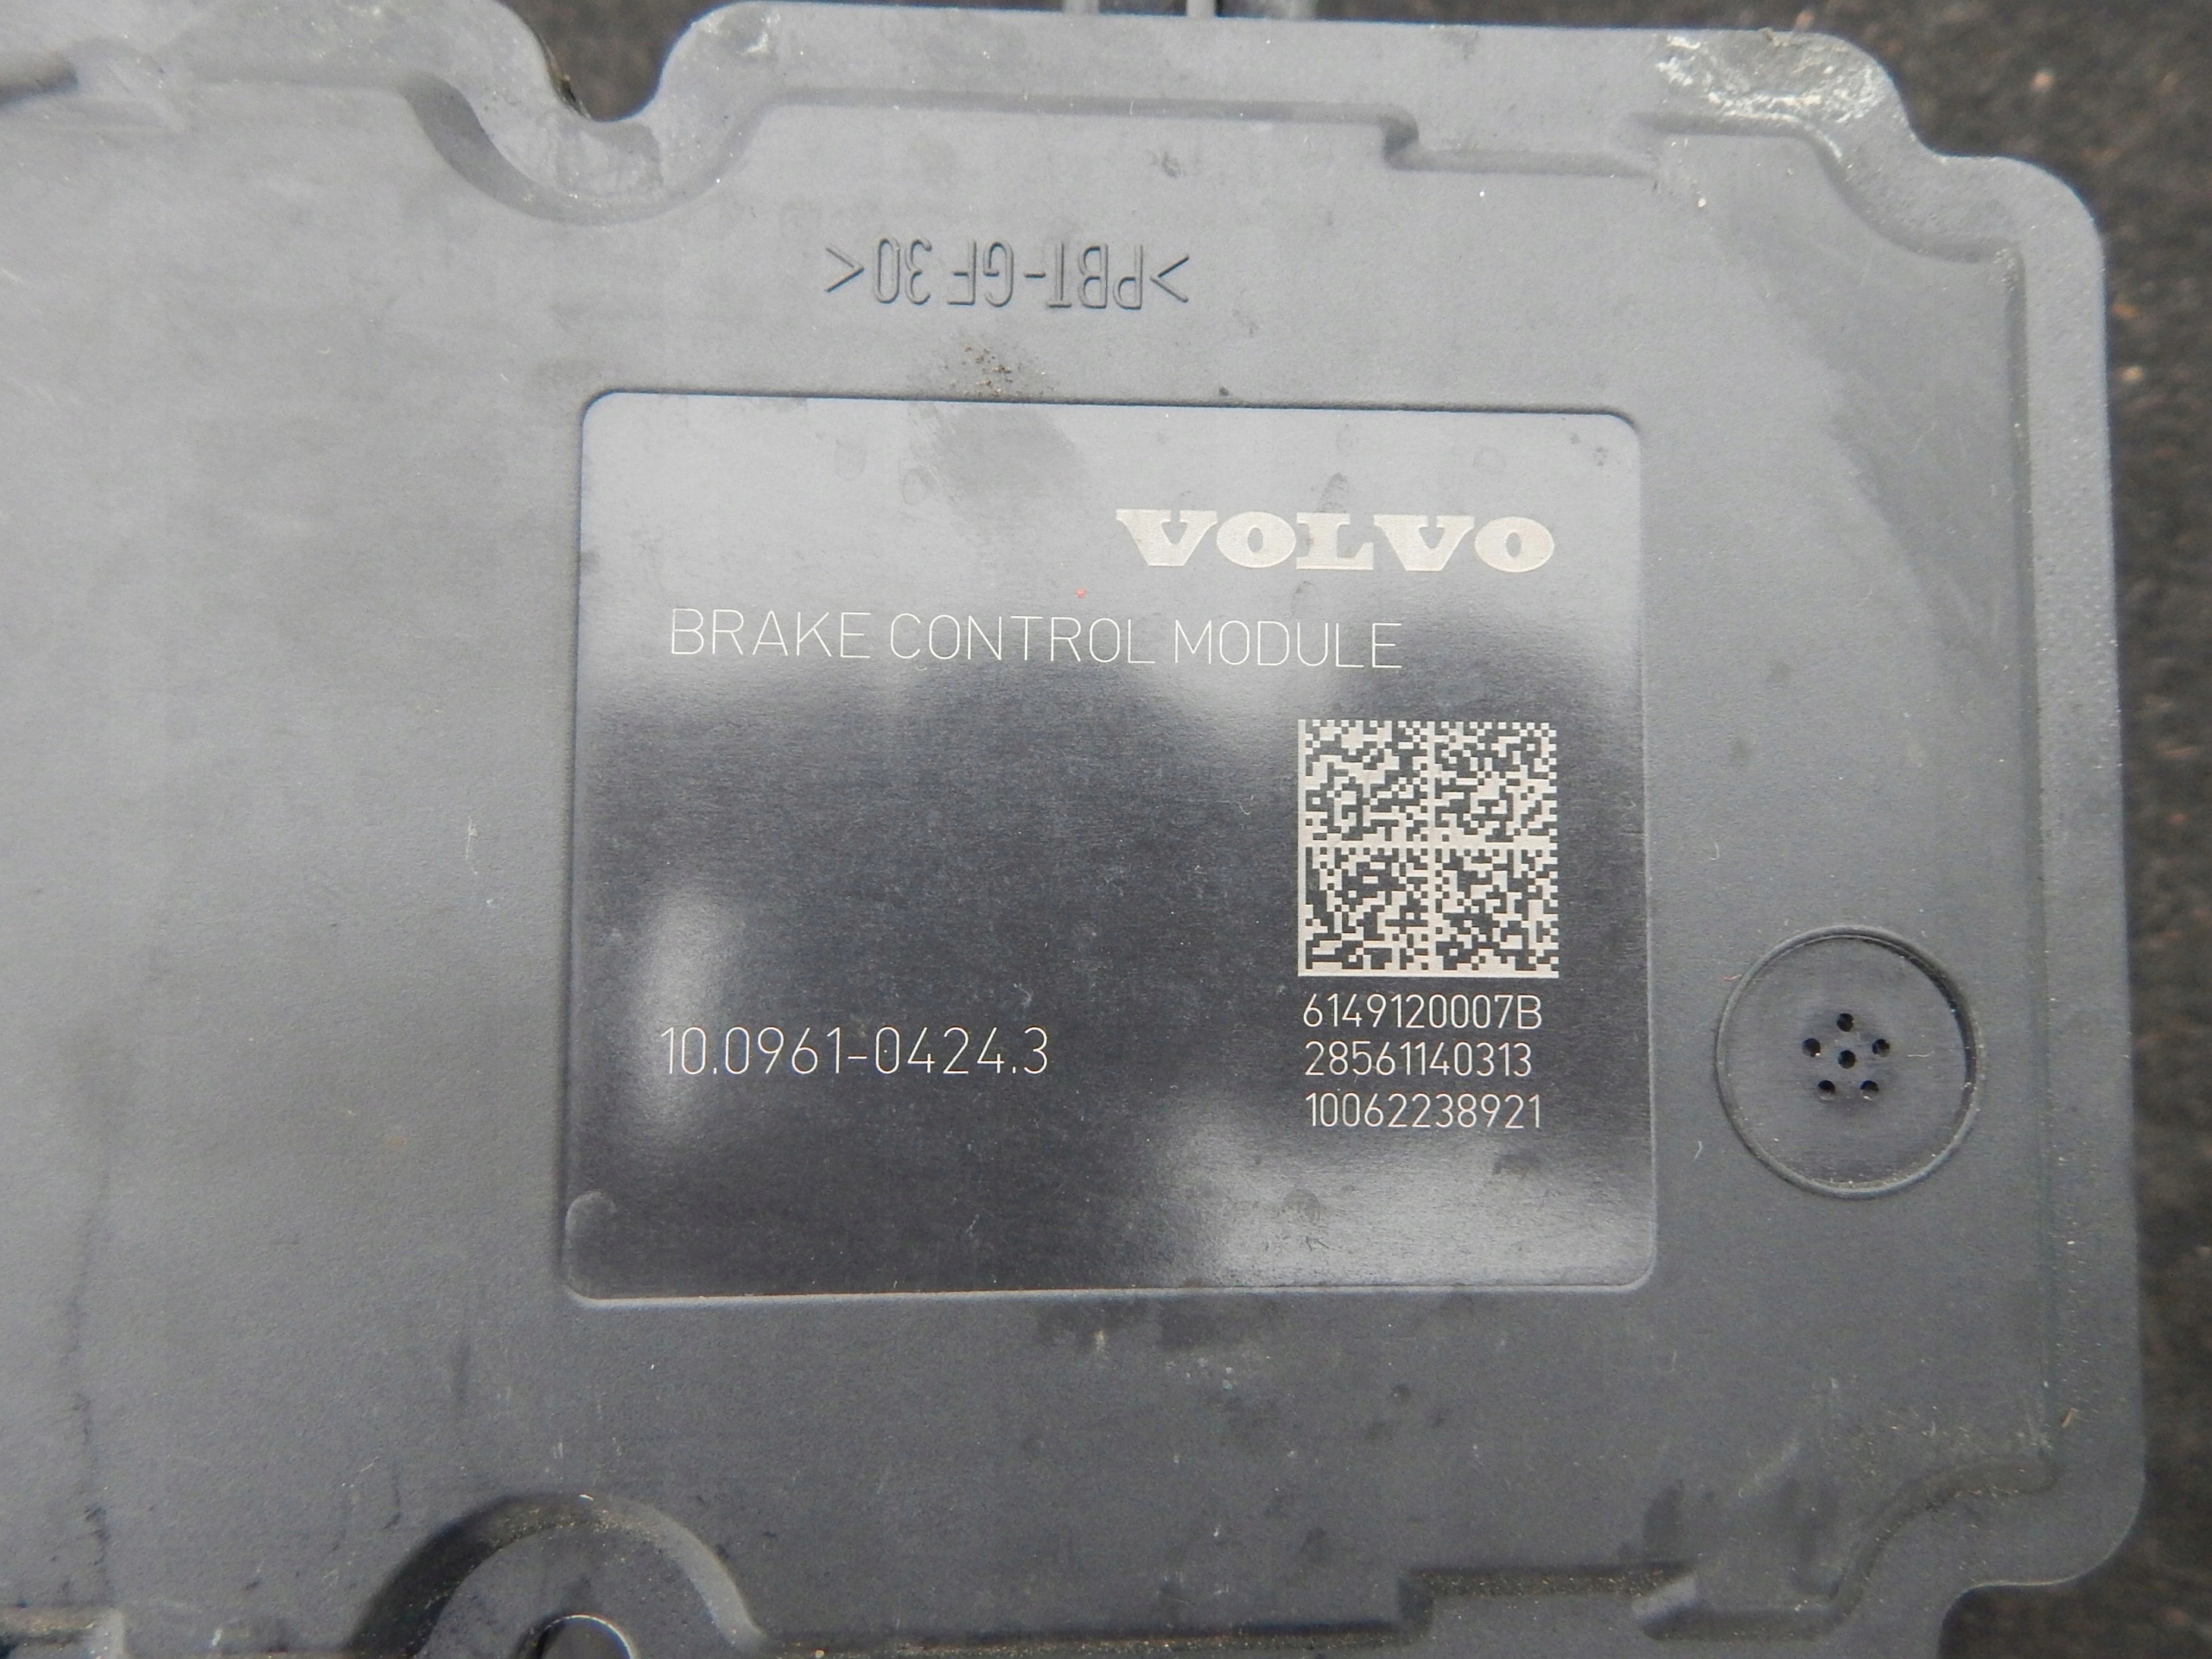 >PBT-GF 30<
VOLVO
BRAKE CONTROL MODULE
10.0961-0424.3
6149120007B
28561140313
10062238921